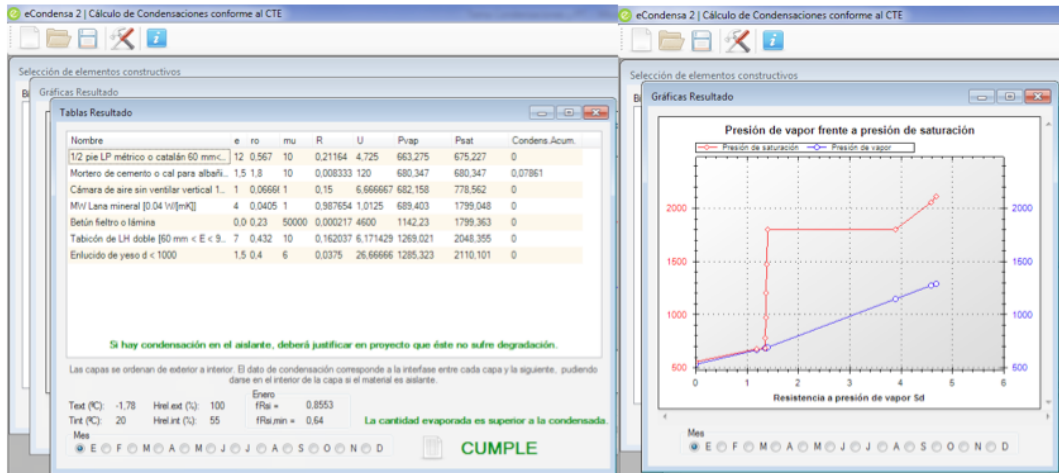 eCondensa 2 | Cálculo de Condensaciones conforme al CTE
Selección de elementos constructivos
Gráficas Resultado
Tablas Resultado
Nombre e ro mu R U Pvap Psat Condens.Acum.
1/2 pie LP métrico o catalán 60 mm<.. 12 0,567 10 0,21164 4,725 663,275 675,227 0
Mortero de cemento o cal para albañi.. 1,5 1,8 10 0,008333 120 680,347 680,347 0,07861
Cámara de aire sin ventilar vertical 1.. 1 0,0666 1 0,15 6,666667 682,158 778,562 0
MW Lana mineral [0.04 W/[mK]] 4 0,0405 1 0,987654 1,0125 689,403 1799,048 0
Betún fieltro o lámina 0,0 0,23 50000 0,000217 4600 1142,23 1799,363 0
Tabicón de LH doble [60 mm < E < 9.. 7 0,432 10 0,162037 6,171429 1269,021 2048,355 0
Enlucido de yeso d < 1000 1,5 0,4 6 0,0375 26,66666 1285,323 2110,101 0
Si hay condensación en el aislante, deberá justificar en proyecto que éste no sufre degradación.
Las capas se ordenan de exterior a interior. El dato de condensación corresponde a la interfase entre cada capa y la siguiente, pudiendo
darse en el interior de la capa si el material es aislante.
Enero
Text (ºC): -1,78 Hrel.ext (%): 100 fRsi = 0,8553
Tint (ºC): 20 Hrel.int (%): 55 fRsi,min = 0,64 La cantidad evaporada es superior a la condensada.
Mes
E F M A M J J A S O N D
CUMPLE
eCondensa 2 | Cálculo de Condensaciones conforme al CTE
Selección de elementos constructivos
Gráficas Resultado
Presión de vapor frente a presión de saturación
Presión de saturación Presión de vapor
2000 2000
1500 1500
1000 1000
500 500
0 1 2 3 4 5 6
Resistencia a presión de vapor Sd
Mes
E F M A M J J A S O N D